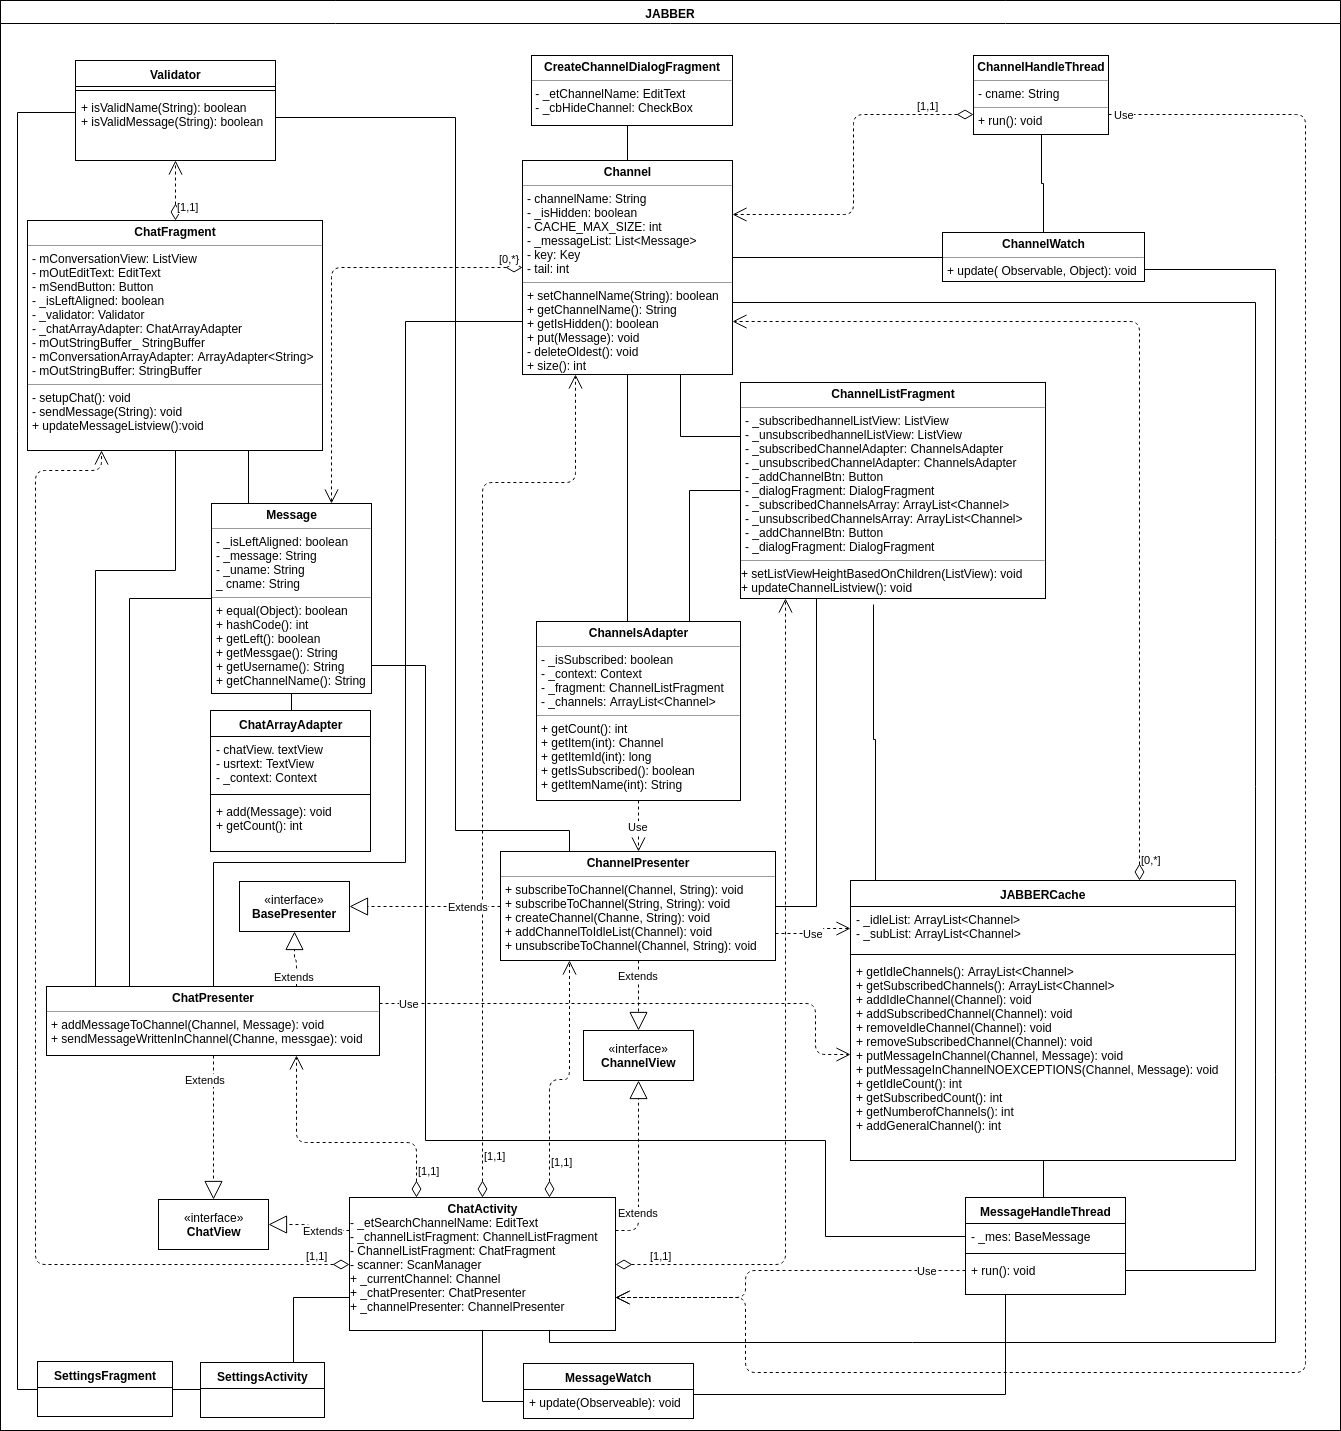 JABBER
Validator
+ isValidName(String): boolean
+ isValidMessage(String): boolean
CreateChannelDialogFragment
- _etChannelName: EditText
- _cbHideChannel: CheckBox
ChannelHandleThread
- cname: String
+ run(): void
[1,1]
Use
[1,1]
Channel
- channelName: String
- _isHidden: boolean
- CACHE_MAX_SIZE: int
- _messageList: List<Message>
- key: Key
- tail: int
+ setChannelName(String): boolean
+ getChannelName(): String
+ getIsHidden(): boolean
+ put(Message): void
- deleteOldest(): void
+ size(): int
[0,*}
ChannelWatch
+ update( Observable, Object): void
ChatFragment
- mConversationView: ListView
- mOutEditText: EditText
- mSendButton: Button
- _isLeftAligned: boolean
- _validator: Validator
- _chatArrayAdapter: ChatArrayAdapter
- mOutStringBuffer_ StringBuffer
- mConversationArrayAdapter: ArrayAdapter<String>
- mOutStringBuffer: StringBuffer
- setupChat(): void
- sendMessage(String): void
+ updateMessageListview():void
ChannelListFragment
- _subscribedhannelListView: ListView
- _unsubscribedhannelListView: ListView
- _subscribedChannelAdapter: ChannelsAdapter
- _unsubscribedChannelAdapter: ChannelsAdapter
- _addChannelBtn: Button
- _dialogFragment: DialogFragment
- _subscribedChannelsArray: ArrayList<Channel>
- _unsubscribedChannelsArray: ArrayList<Channel>
- _addChannelBtn: Button
- _dialogFragment: DialogFragment
+ setListViewHeightBasedOnChildren(ListView): void
+ updateChannelListview(): void
Message
- _isLeftAligned: boolean
- _message: String
- _uname: String
_ cname: String
+ equal(Object): boolean
+ hashCode(): int
+ getLeft(): boolean
+ getMessgae(): String
+ getUsername(): String
+ getChannelName(): String
ChatArrayAdapter
- chatView. textView
- usrtext: TextView
- _context: Context
+ add(Message): void
+ getCount(): int
ChannelsAdapter
- _isSubscribed: boolean
- _context: Context
- _fragment: ChannelListFragment
- _channels: ArrayList<Channel>
+ getCount(): int
+ getItem(int): Channel
+ getItemId(int): long
+ getIsSubscribed(): boolean
+ getItemName(int): String
Use
ChannelPresenter
+ subscribeToChannel(Channel, String): void
+ subscribeToChannel(String, String): void
+ createChannel(Channe, String): void
+ addChannelToIdleList(Channel): void
+ unsubscribeToChannel(Channel, String): void
[0,*]
JABBERCache
- _idleList: ArrayList<Channel>
- _subList: ArrayList<Channel>
+ getIdleChannels(): ArrayList<Channel>
+ getSubscribedChannels(): ArrayList<Channel>
+ addIdleChannel(Channel): void
+ addSubscribedChannel(Channel): void
+ removeIdleChannel(Channel): void
+ removeSubscribedChannel(Channel): void
+ putMessageInChannel(Channel, Message): void
+ putMessageInChannelNOEXCEPTIONS(Channel, Message): void
+ getIdleCount(): int
+ getSubscribedCount(): int
+ getNumberofChannels(): int
+ addGeneralChannel(): int
«interface»
BasePresenter
Extends
Use
Extends
Extends
ChatPresenter
+ addMessageToChannel(Channel, Message): void
+ sendMessageWrittenInChannel(Channe, messgae): void
Use
«interface»
ChannelView
Extends
[1,1]
[1,1]
[1,1]
«interface»
ChatView
Extends
[1,1]
ChatActivity
- _etSearchChannelName: EditText
- _channelListFragment: ChannelListFragment
- ChannelListFragment: ChatFragment
- scanner: ScanManager
+ _currentChannel: Channel
+ _chatPresenter: ChatPresenter
+ _channelPresenter: ChannelPresenter
Extends
[1,1]
MessageHandleThread
- _mes: BaseMessage
+ run(): void
Use
SettingsFragment
SettingsActivity
MessageWatch
+ update(Observeable): void